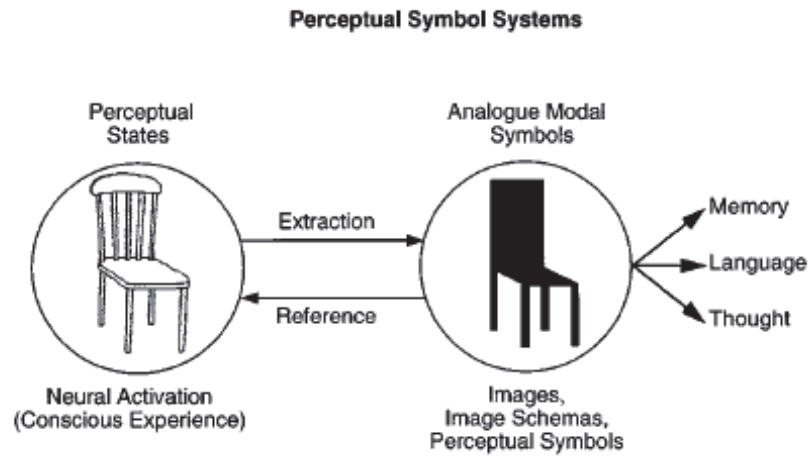 Perceptual Symbol Systems
Perceptual
States
Analogue Modal
Symbols
Extraction
Reference
Memory
Language
Thought
Neural Activation
(Conscious Experience)
Images,
Image Schemas,
Perceptual Symbols